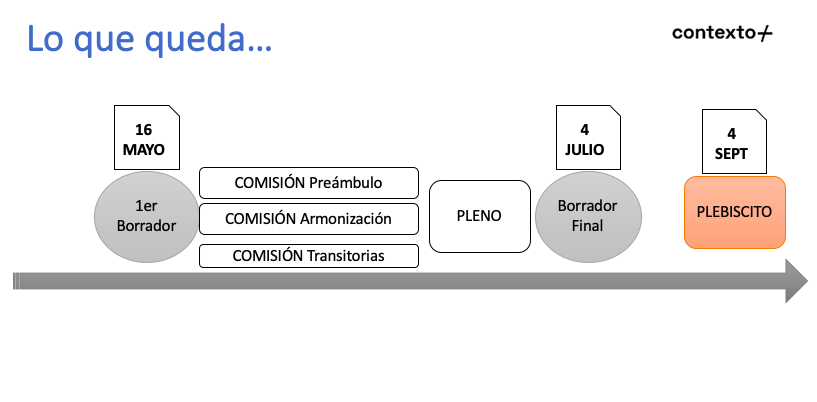 Lo que queda...
contexto+
16
MAYO
4
JULIO
4
SEPT
1er
Borrador
COMISIÓN Preámbulo
COMISIÓN Armonización
COMISIÓN Transitorias
PLENO
Borrador
Final
PLEBISCITO